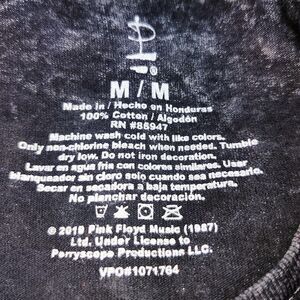 M / M
Made in / Hecho en Honduras
100% Cotton / Algodón
RN #86947
Machine wash cold with like colors.
Only non-chlorine bleach when needed. Tumble
dry low. Do not iron decoration.
Lavar en agua fria con colores similares. Usar
blanqueador sin cloro solo cuando sea necesario.
Secar en secadora a baja temperatura.
No planchar decoración.
© 2019 Pink Floyd Music (1987)
Ltd. Under License to
Perryscope Productions LLC.
VPO#1071764